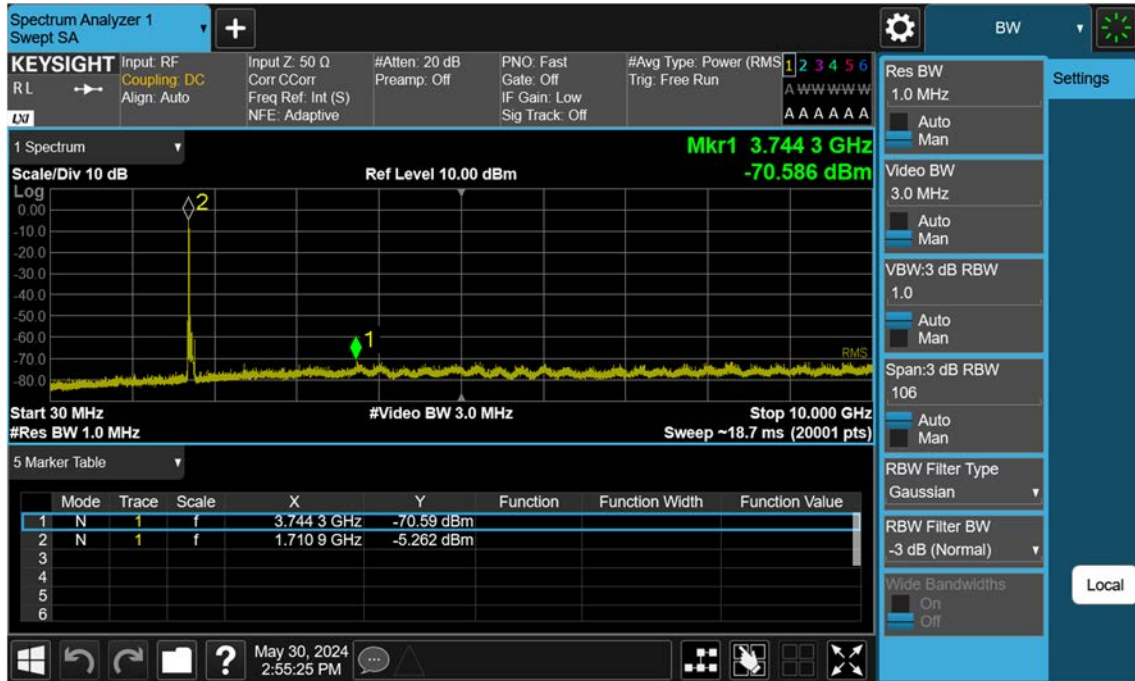 Spectrum Analyzer 1
Swept SA
+
BW
KEYSIGHT
R L
LXI
Input: RF
Coupling: DC
Align: Auto
Input Z: 50 Ω
Corr CCorr
Freq Ref: Int (S)
NFE: Adaptive
#Atten: 20 dB
Preamp: Off
PNO: Fast
Gate: Off
IF Gain: Low
Sig Track: Off
#Avg Type: Power (RMS
Trig: Free Run
1 2 3 4 5 6
A W W W W W
A A A A A A
1 Spectrum
Mkr1 3.744 3 GHz
Scale/Div 10 dB
Ref Level 10.00 dBm
-70.586 dBm
Log
0.00
-10.0
-20.0
-30.0
-40.0
-50.0
-60.0
-70.0
-80.0
2
1
RMS
Start 30 MHz
#Video BW 3.0 MHz
Stop 10.000 GHz
#Res BW 1.0 MHz
Sweep ~18.7 ms (20001 pts)
5 Marker Table
Mode Trace Scale X Y Function Function Width Function Value
1 N 1 f 3.744 3 GHz -70.59 dBm
2 N 1 f 1.710 9 GHz -5.262 dBm
3
4
5
6
Res BW
1.0 MHz
Auto
Man
Video BW
3.0 MHz
Auto
Man
VBW:3 dB RBW
1.0
Auto
Man
Span:3 dB RBW
106
Auto
Man
RBW Filter Type
Gaussian
RBW Filter BW
-3 dB (Normal)
Wide Bandwidths
On
Off
Settings
Local
?
May 30, 2024
2:55:25 PM